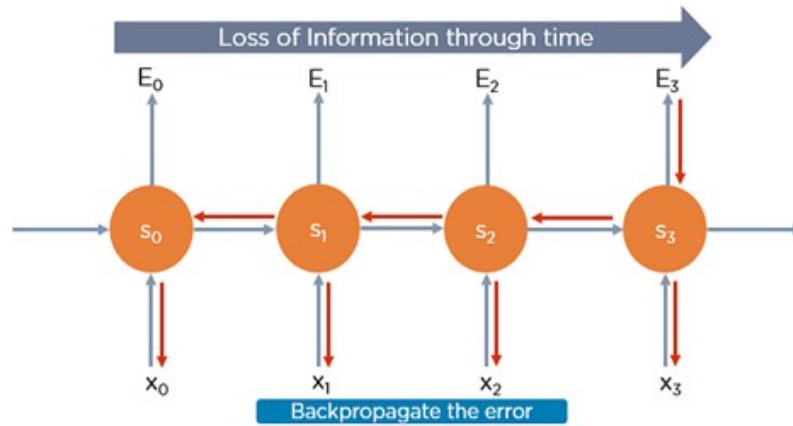 Loss of Information through time
E₀ E₁ E₂ E₃
s₀ s₁ s₂ s₃
x₀ x₁ x₂ x₃
Backpropagate the error